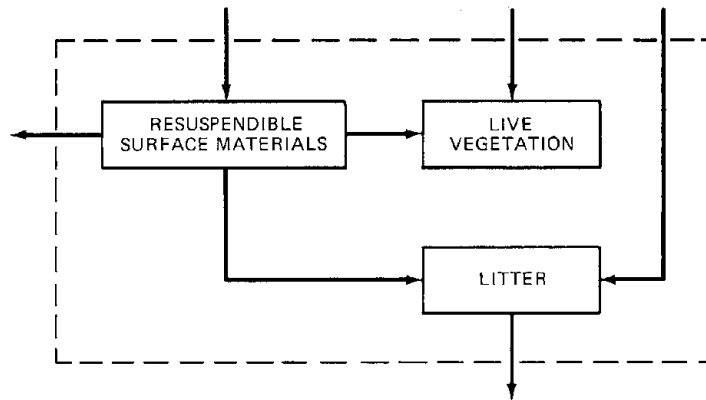 RESUSPENDIBLE
SURFACE MATERIALS
LIVE
VEGETATION
LITTER